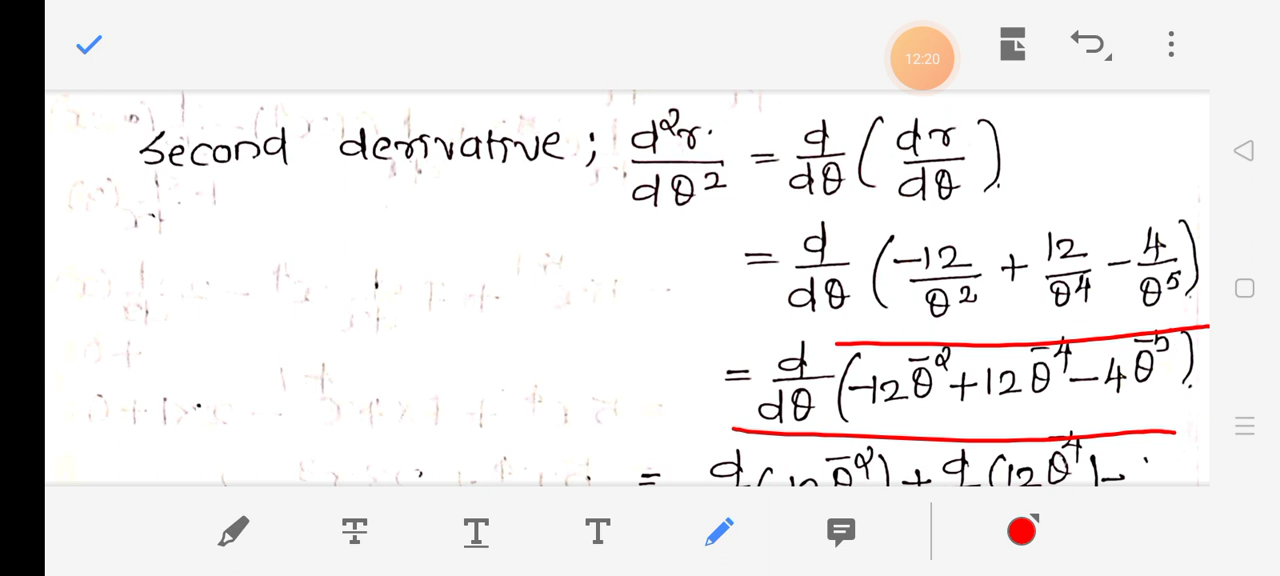 12:20
Second derivative; d²r/dθ² = d/dθ (dr/dθ)
= d/dθ (-12/θ² + 12/θ⁴ - 4/θ⁵)
= d/dθ (-12θ⁻² + 12θ⁻⁴ - 4θ⁻⁵)
T T T